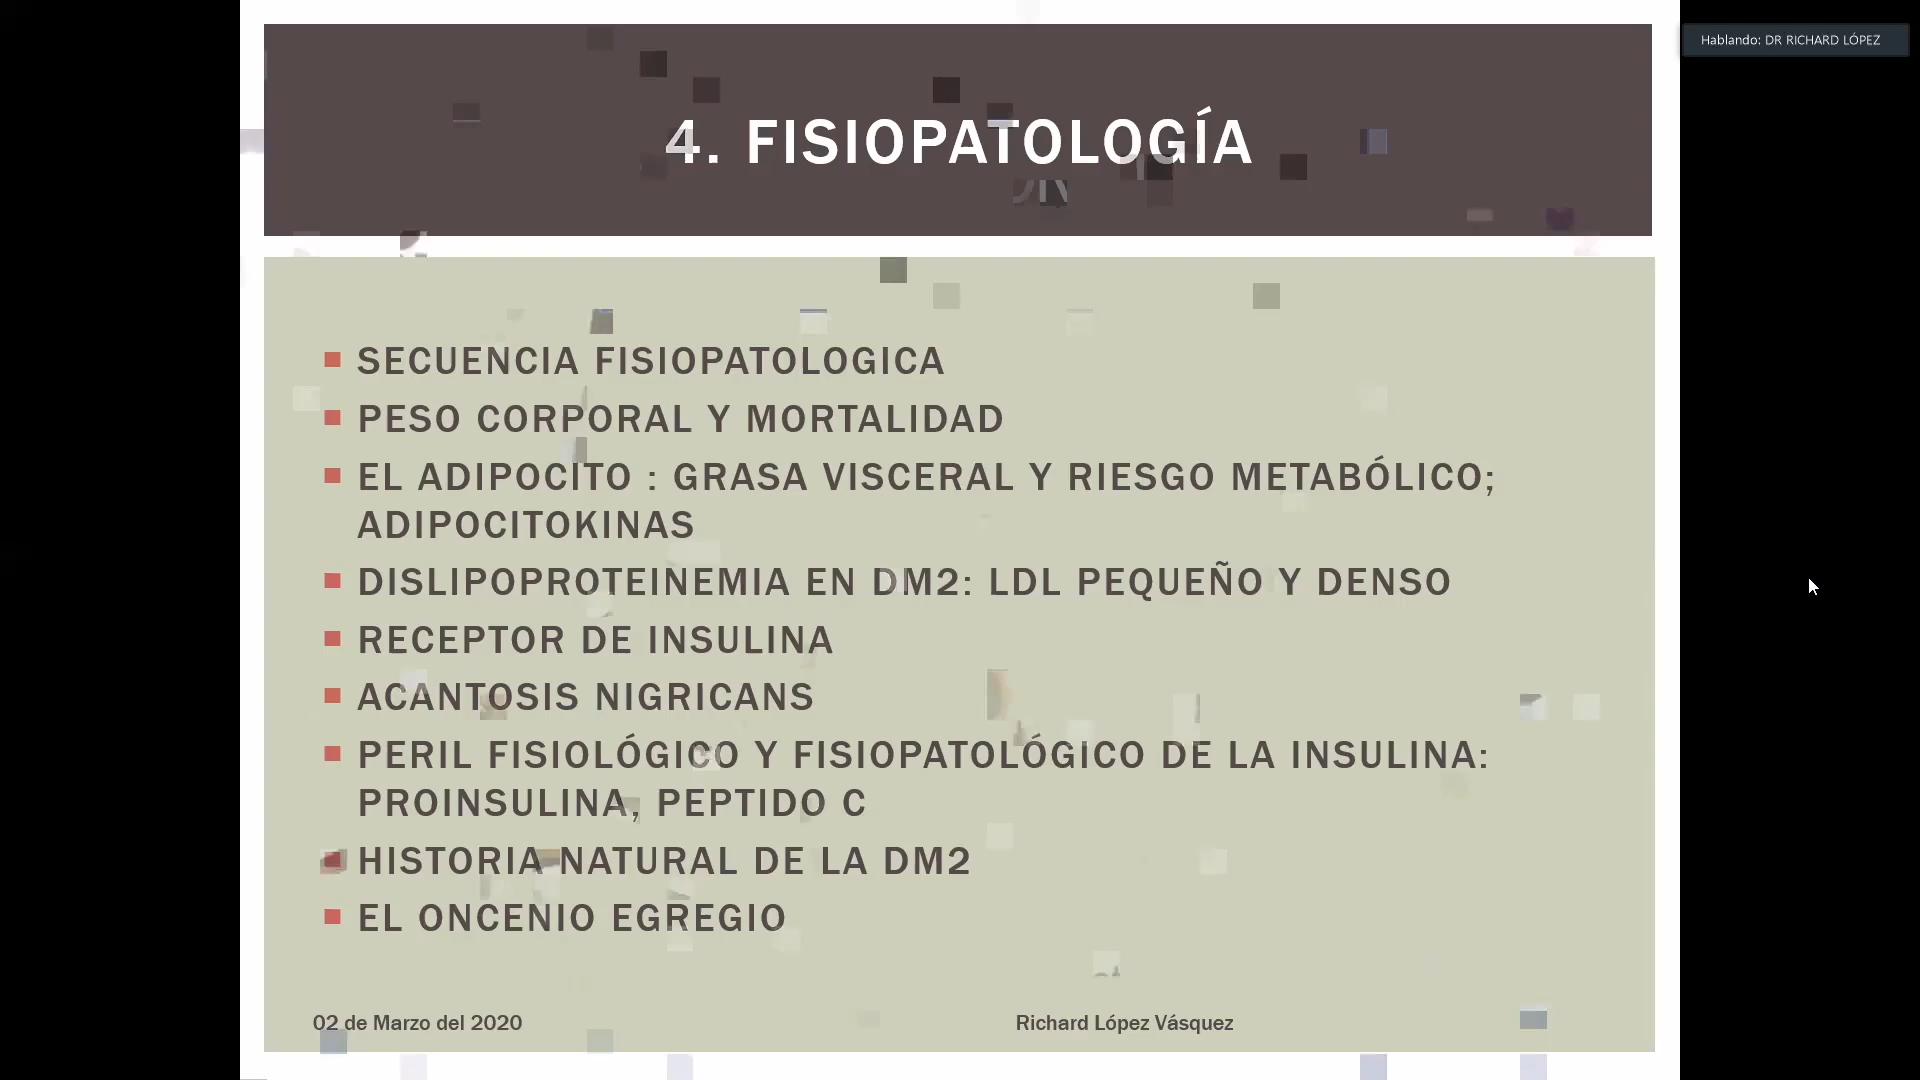 Hablando: DR RICHARD LÓPEZ
4. FISIOPATOLOGÍA
SECUENCIA FISIOPATOLOGICA
PESO CORPORAL Y MORTALIDAD
EL ADIPOCITO : GRASA VISCERAL Y RIESGO METABÓLICO;
ADIPOCITOKINAS
DISLIPOPROTEINEMIA EN DM2: LDL PEQUEÑO Y DENSO
RECEPTOR DE INSULINA
ACANTOSIS NIGRICANS
PERIL FISIOLÓGICO Y FISIOPATOLÓGICO DE LA INSULINA:
PROINSULINA, PEPTIDO C
HISTORIA NATURAL DE LA DM2
EL ONCENIO EGREGIO
02 de Marzo del 2020
Richard López Vásquez